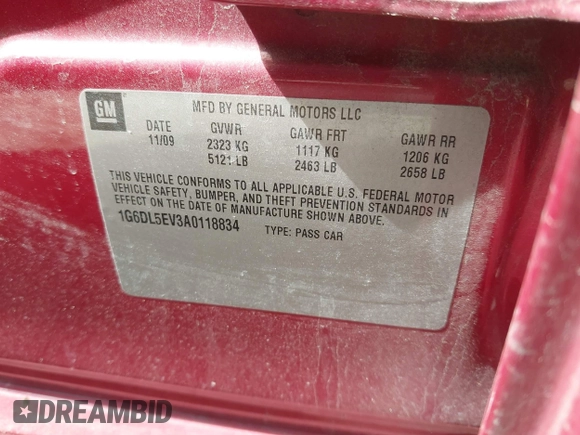 GM
MFD BY GENERAL MOTORS LLC
DATE GVWR GAWR FRT GAWR RR
11/09 2323 KG 1117 KG 1206 KG
5121 LB 2463 LB 2658 LB
THIS VEHICLE CONFORMS TO ALL APPLICABLE U.S. FEDERAL MOTOR
VEHICLE SAFETY, BUMPER, AND THEFT PREVENTION STANDARDS IN
EFFECT ON THE DATE OF MANUFACTURE SHOWN ABOVE.
1G6DL5EV3A0118834 TYPE: PASS CAR
DREAMBID